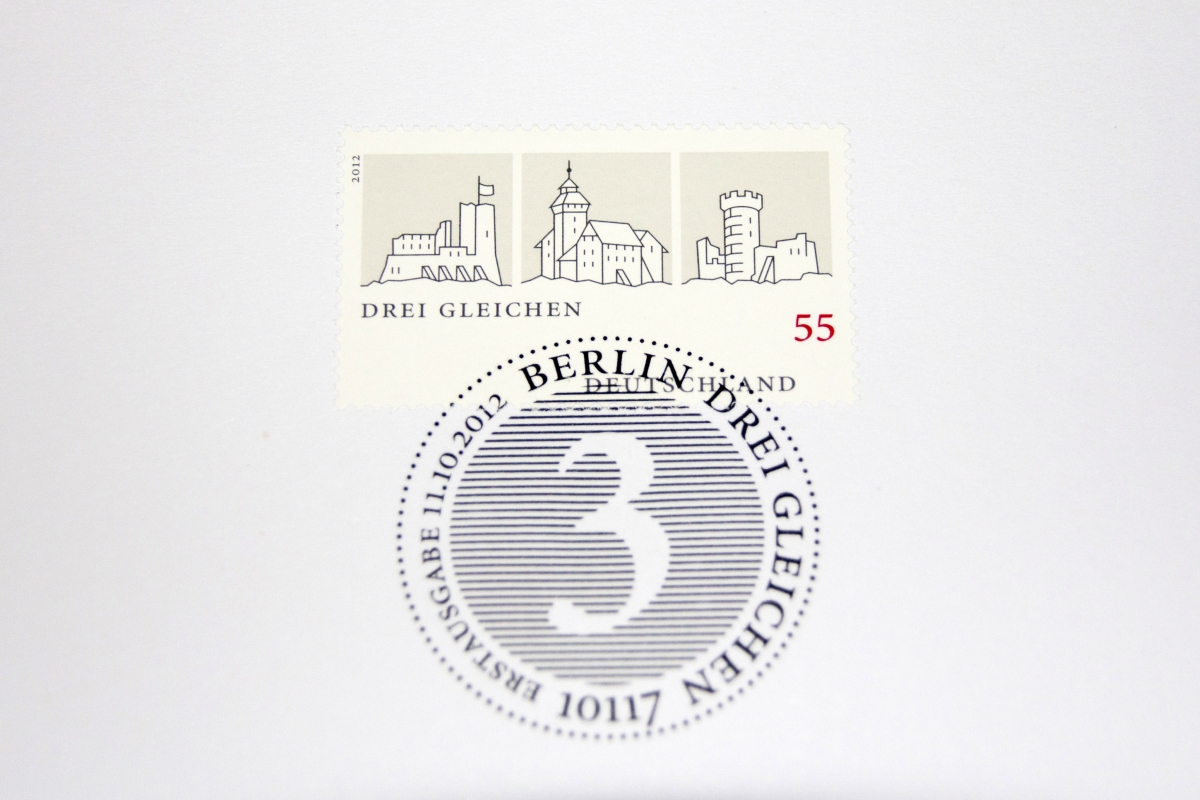 2012
DREI GLEICHEN
55
DEUTSCHLAND
BERLIN DREI GLEICHEN
ERSTAUSGABE 11.10.2012
3
10117